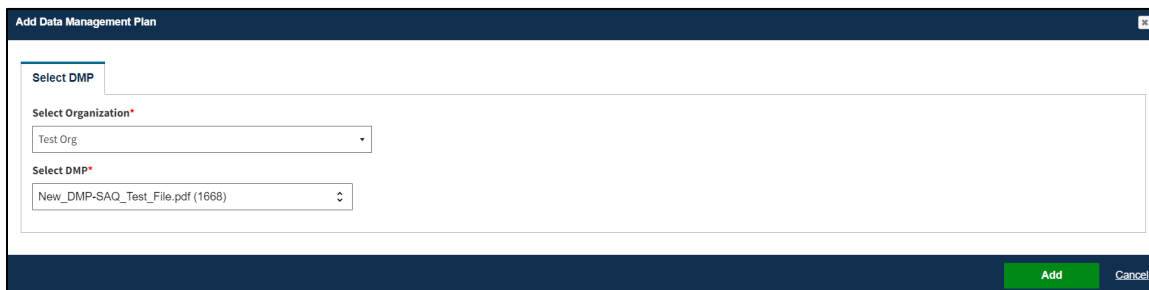 Add Data Management Plan
Select DMP
Select Organization*
Test Org
Select DMP*
New_DMP-SAQ_Test_File.pdf (1668)
Add Cancel